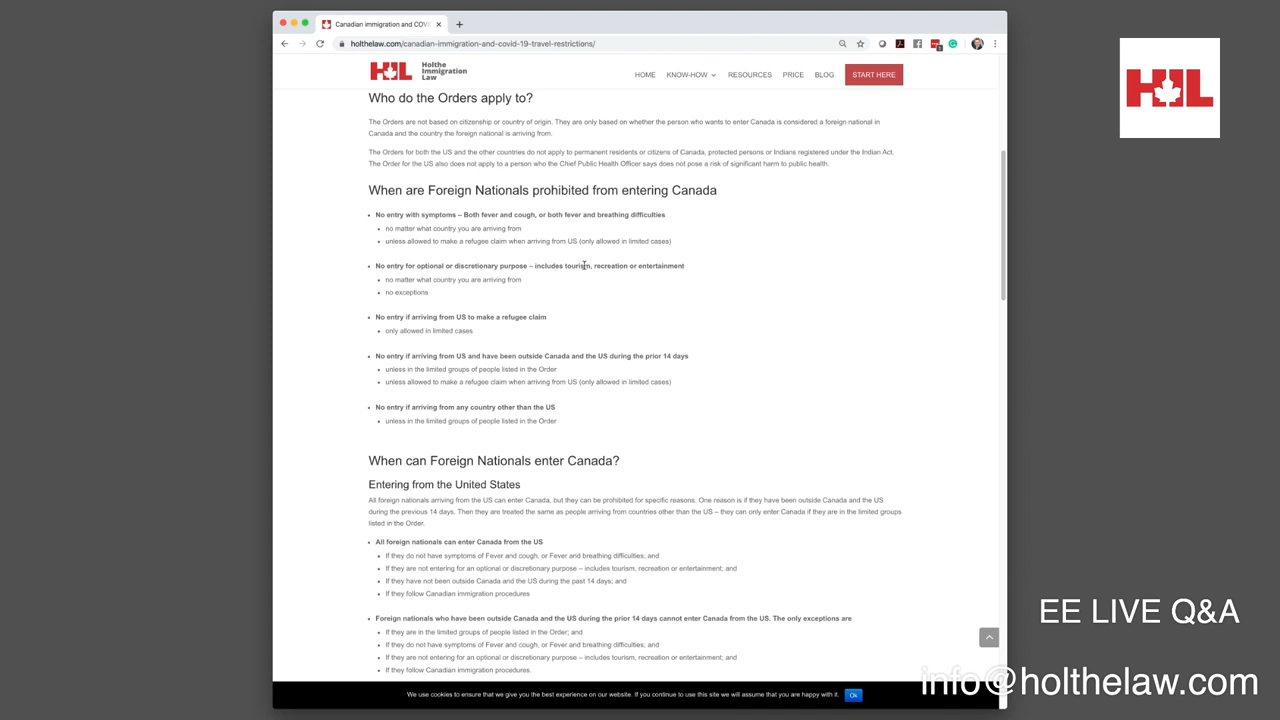 Canadian immigration and COV
holthelaw.com/canadian-immigration-and-covid-19-travel-restrictions/
HIL
Holthe
Immigration
Law
HOME
KNOW-HOW
RESOURCES
PRICE
BLOG
START HERE
Who do the Orders apply to?
The Orders are not based on citizenship or country of origin. They are only based on whether the person who wants to enter Canada is considered a foreign national in
Canada and the country the foreign national is arriving from.
The Orders for both the US and the other countries do not apply to permanent residents or citizens of Canada, protected persons or Indians registered under the Indian Act.
The Order for the US also does not apply to a person who the Chief Public Health Officer says does not pose a risk of significant harm to public health.
When are Foreign Nationals prohibited from entering Canada
• No entry with symptoms – Both fever and cough, or both fever and breathing difficulties
• no matter what country you are arriving from
• unless allowed to make a refugee claim when arriving from US (only allowed in limited cases)
• No entry for optional or discretionary purpose – includes tourism, recreation or entertainment
• no matter what country you are arriving from
• no exceptions
• No entry if arriving from US to make a refugee claim
• only allowed in limited cases
• No entry if arriving from US and have been outside Canada and the US during the prior 14 days
• unless in the limited groups of people listed in the Order
• unless allowed to make a refugee claim when arriving from US (only allowed in limited cases)
• No entry if arriving from any country other than the US
• unless in the limited groups of people listed in the Order
When can Foreign Nationals enter Canada?
Entering from the United States
All foreign nationals arriving from the US can enter Canada, but they can be prohibited for specific reasons. One reason is if they have been outside Canada and the US
during the previous 14 days. Then they are treated the same as people arriving from countries other than the US – they can only enter Canada if they are in the limited groups
listed in the Order.
• All foreign nationals can enter Canada from the US
• If they do not have symptoms of Fever and cough, or Fever and breathing difficulties; and
• If they are not entering for an optional or discretionary purpose – includes tourism, recreation or entertainment; and
• If they have not been outside Canada and the US during the past 14 days; and
• If they follow Canadian immigration procedures
• Foreign nationals who have been outside Canada and the US during the prior 14 days cannot enter Canada from the US. The only exceptions are
• If they are in the limited groups of people listed in the Order; and
• If they do not have symptoms of Fever and cough, or Fever and breathing difficulties; and
• If they are not entering for an optional or discretionary purpose – includes tourism, recreation or entertainment; and
• If they follow Canadian immigration procedures.
We use cookies to ensure that we give you the best experience on our website. If you continue to use this site we will assume that you are happy with it.
Ok
HIL
EE LIVE Q&A
info@holthelaw.com